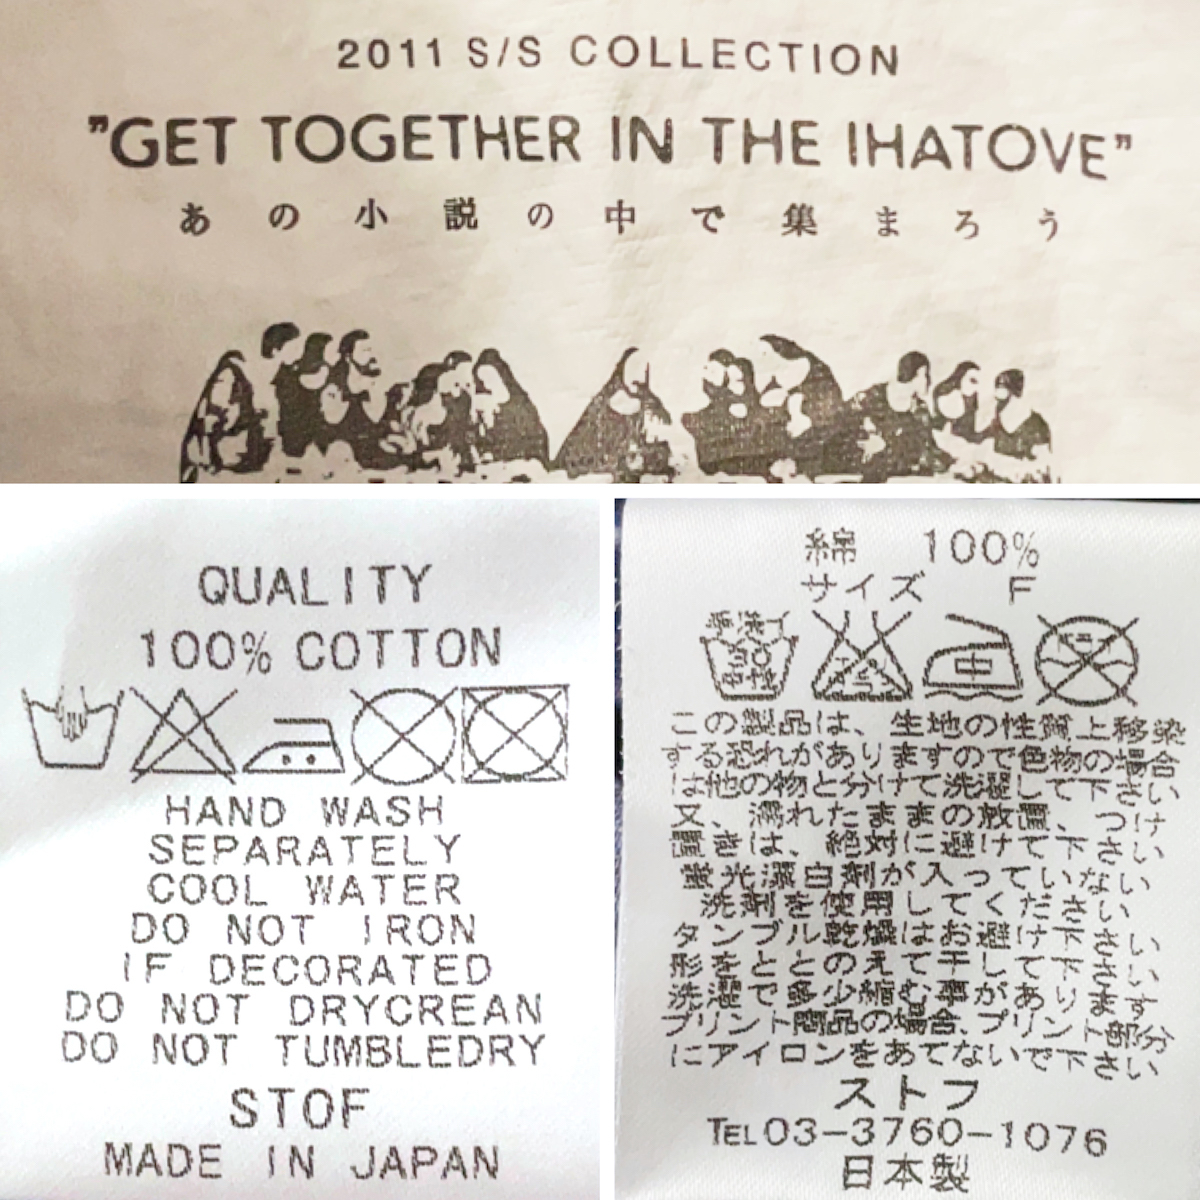 2011 S/S COLLECTION
"GET TOGETHER IN THE IHATOVE"
あの小説の中で集まろう
QUALITY
100% COTTON
HAND WASH
SEPARATELY
COOL WATER
DO NOT IRON
IF DECORATED
DO NOT DRYCREAN
DO NOT TUMBLEDRY
STOF
MADE IN JAPAN
綿 100%
サイズ F
中
この製品は、生地の性質上移染
する恐れがありますので色物の場合
は他の物と分けて洗濯して下さい
又、濡れたままの放置、つけ
置きは、絶対に避けて下さい
蛍光漂白剤が入っていない
洗剤を使用してください
タンブル乾燥はお避け下さい
形をととのえて干して下さい
洗濯で多少縮む事があります
プリント商品の場合、プリント部分
にアイロンをあてないで下さい
ストフ
TEL03-3760-1076
日本製